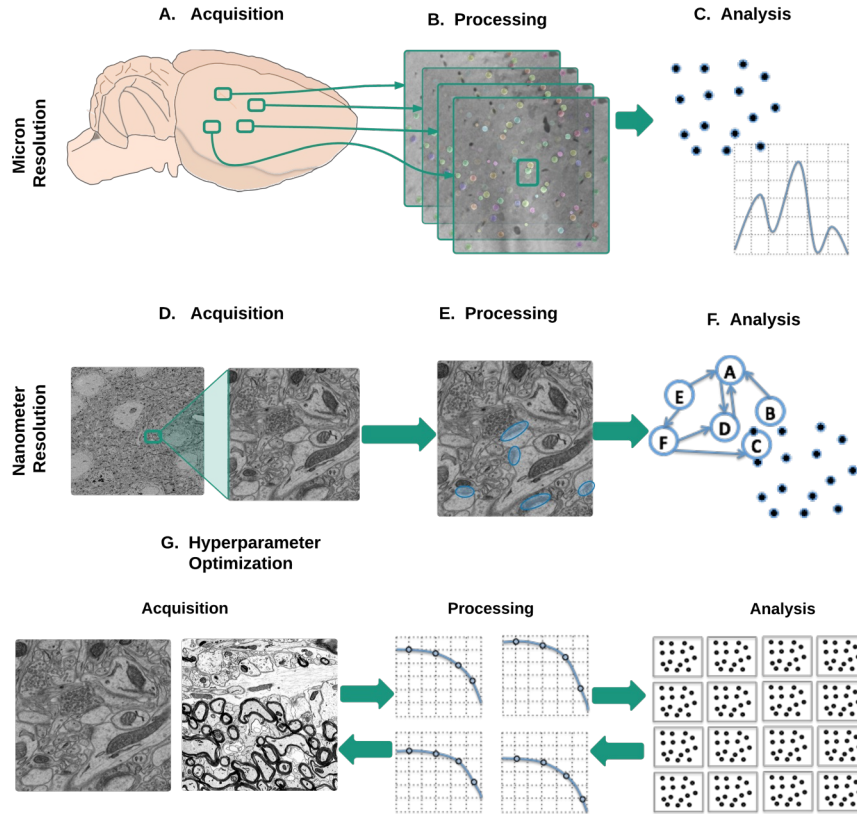 A. Acquisition
B. Processing
C. Analysis
Micron
Resolution
D. Acquisition
E. Processing
F. Analysis
Nanometer
Resolution
A
E
B
D
F
C
G. Hyperparameter
Optimization
Acquisition
Processing
Analysis